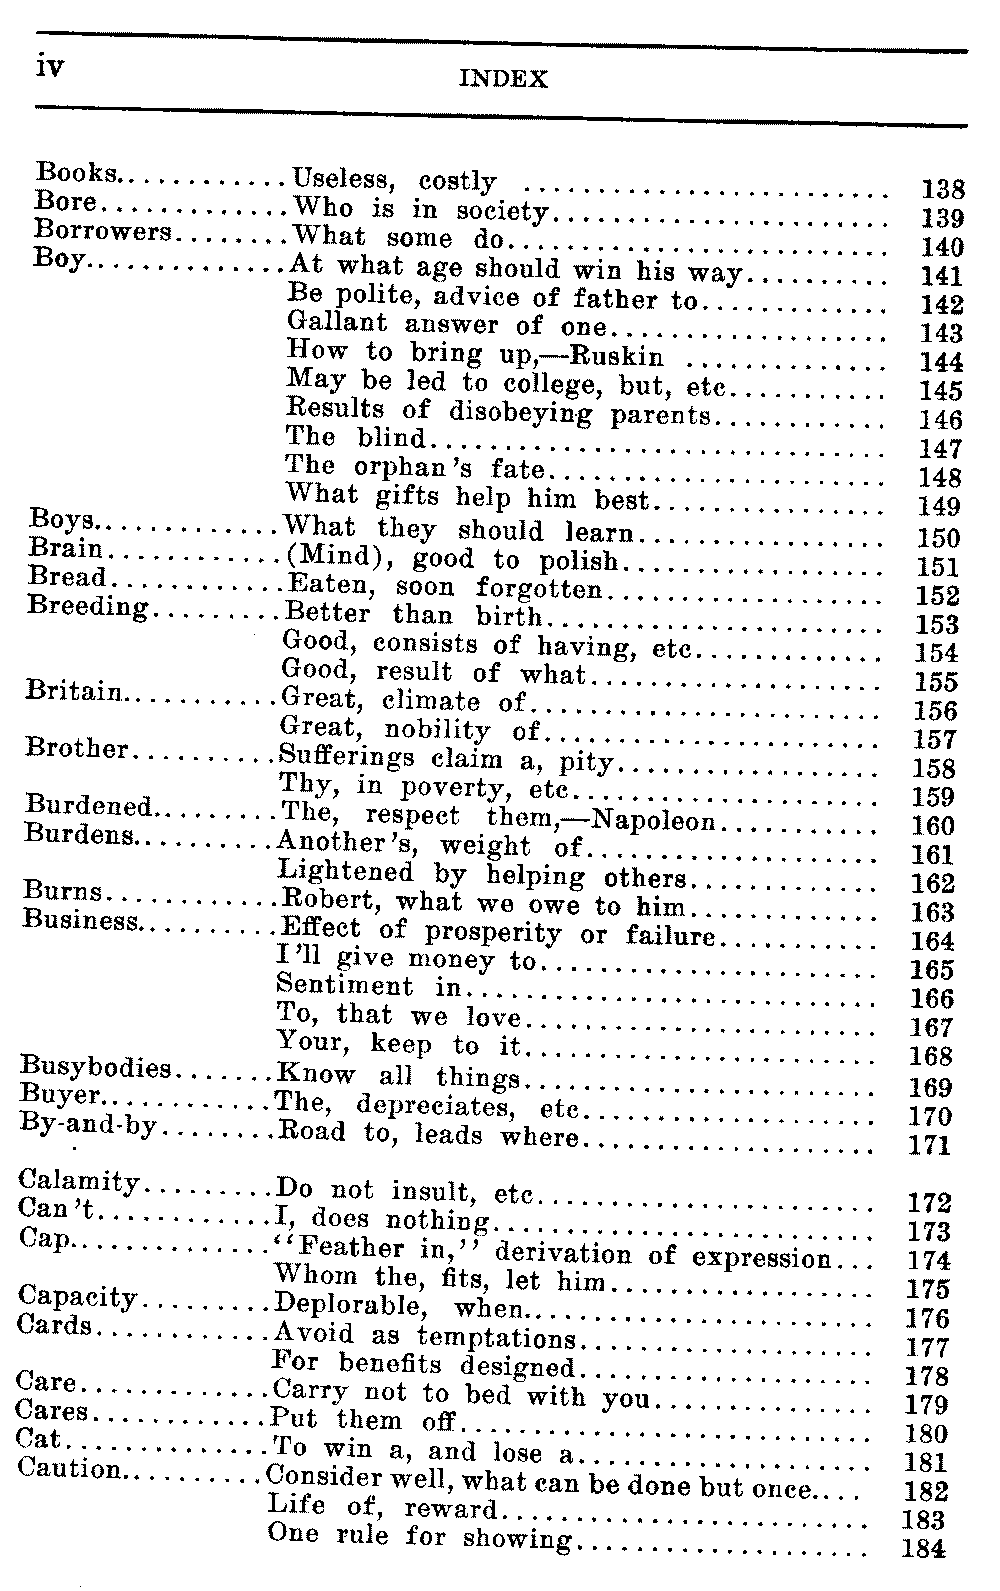 iv
INDEX
Books............Useless, costly ......................... 138
Bore.............Who is in society....................... 139
Borrowers........What some do.......................... 140
Boy..............At what age should win his way.......... 141
Be polite, advice of father to............. 142
Gallant answer of one................... 143
How to bring up,—Ruskin .............. 144
May be led to college, but, etc........... 145
Results of disobeying parents............ 146
The blind............................... 147
The orphan's fate....................... 148
What gifts help him best................ 149
Boys.............What they should learn................. 150
Brain............(Mind), good to polish.................. 151
Bread............Eaten, soon forgotten................... 152
Breeding.........Better than birth....................... 153
Good, consists of having, etc............. 154
Good, result of what.................... 155
Britain...........Great, climate of........................ 156
Great, nobility of....................... 157
Brother..........Sufferings claim a, pity.................. 158
Thy, in poverty, etc..................... 159
Burdened.........The, respect them,—Napoleon........... 160
Burdens..........Another's, weight of.................... 161
Lightened by helping others............. 162
Burns............Robert, what we owe to him............. 163
Business..........Effect of prosperity or failure........... 164
I'll give money to....................... 165
Sentiment in............................ 166
To, that we love........................ 167
Your, keep to it........................ 168
Busybodies.......Know all things........................ 169
Buyer............The, depreciates, etc.................... 170
By-and-by........Road to, leads where.................... 171
Calamity.........Do not insult, etc....................... 172
Can't............I, does nothing.......................... 173
Cap..............“Feather in,” derivation of expression... 174
Whom the, fits, let him.................. 175
Capacity.........Deplorable, when........................ 176
Cards............Avoid as temptations.................... 177
For benefits designed.................... 178
Care.............Carry not to bed with you............... 179
Cares............Put them off............................ 180
Cat..............To win a, and lose a.................... 181
Caution..........Consider well, what can be done but once.... 182
Life of, reward......................... 183
One rule for showing.................... 184